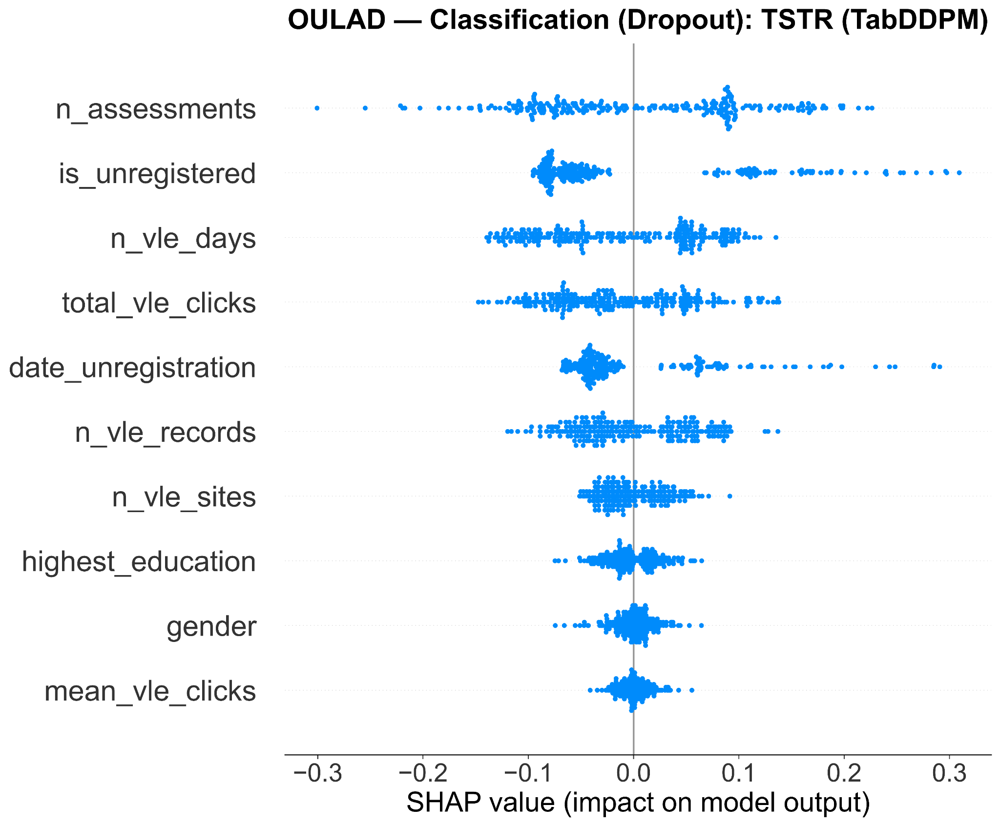 OULAD — Classification (Dropout): TSTR (TabDDPM)
n_assessments
is_unregistered
n_vle_days
total_vle_clicks
date_unregistration
n_vle_records
n_vle_sites
highest_education
gender
mean_vle_clicks
−0.3 −0.2 −0.1 0.0 0.1 0.2 0.3
SHAP value (impact on model output)